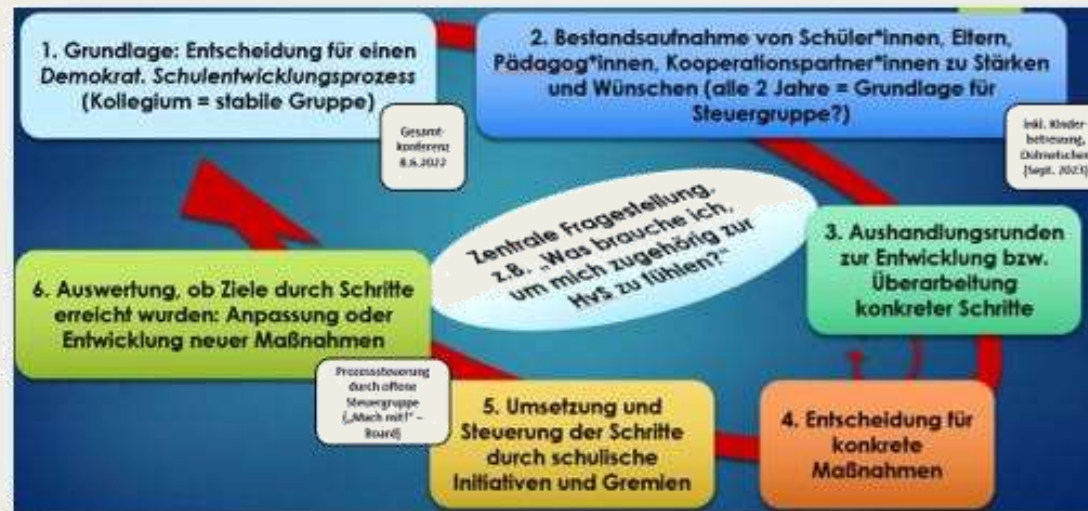 1. Grundlage: Entscheidung für einen
Demokrat. Schulentwicklungsprozess
(Kollegium = stabile Gruppe)
Gesamt-
konferenz
8.6.2022
2. Bestandsaufnahme von Schüler*innen, Eltern,
Pädagog*innen, Kooperationspartner*innen zu Stärken
und Wünschen (alle 2 Jahre = Grundlage für
Steuergruppe?)
inkl. Kinder-
betreuung,
Dolmetschen
(Sept. 2023)
Zentrale Fragestellung,
z.B. „Was brauche ich,
um mich zugehörig zur
HvS zu fühlen?“
3. Aushandlungsrunden
zur Entwicklung bzw.
Überarbeitung
konkreter Schritte
4. Entscheidung für
konkrete
Maßnahmen
5. Umsetzung und
Steuerung der Schritte
durch schulische
Initiativen und Gremien
Prozesssteuerung
durch offene
Steuergruppe
(„Mach mit!“ –
Board)
6. Auswertung, ob Ziele durch Schritte
erreicht wurden: Anpassung oder
Entwicklung neuer Maßnahmen